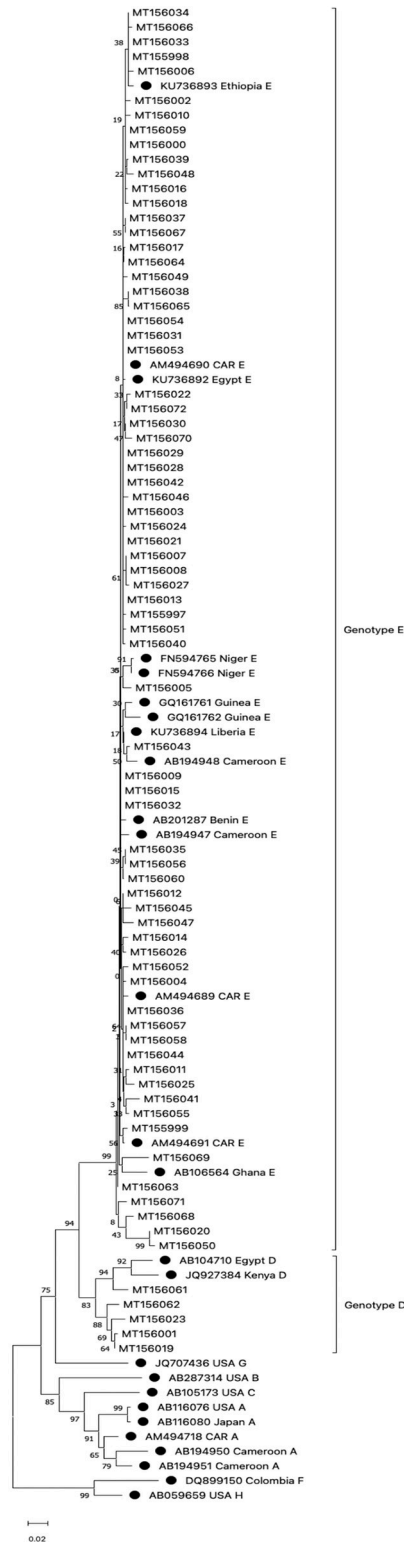 MT156034
MT156066
MT156033
MT155998
38
MT156006
KU736893 Ethiopia E
MT156002
MT156010
19
MT156059
MT156000
MT156039
22
MT156048
MT156016
MT156018
MT156037
55
MT156067
16
MT156017
MT156064
MT156049
MT156038
85
MT156065
MT156054
MT156031
MT156053
AM494690 CAR E
8
KU736892 Egypt E
33
MT156022
MT156072
17
MT156030
47
MT156070
MT156029
MT156028
MT156042
MT156046
MT156003
MT156024
MT156021
MT156007
61
MT156008
MT156027
MT156013
MT155997
MT156051
Genotype E
MT156040
91
FN594765 Niger E
FN594766 Niger E
MT156005
30
GQ161761 Guinea E
GQ161762 Guinea E
17
KU736894 Liberia E
18
MT156043
50
AB194948 Cameroon E
MT156009
MT156015
MT156032
AB201287 Benin E
AB194947 Cameroon E
45
MT156035
39
MT156056
MT156060
MT156012
MT156045
MT156047
MT156014
40
MT156026
MT156052
0
MT156004
AM494689 CAR E
MT156036
MT156057
MT156058
MT156044
31
MT156011
MT156025
4
MT156041
3
MT156055
MT155999
56
AM494691 CAR E
99
MT156069
25
AB106564 Ghana E
MT156063
MT156071
8
MT156068
43
MT156020
99
MT156050
94
92
AB104710 Egypt D
94
JQ927384 Kenya D
83
MT156061
MT156062
Genotype D
88
MT156023
69
MT156001
64
MT156019
75
JQ707436 USA G
85
AB287314 USA B
97
AB105173 USA C
99
AB116076 USA A
AB116080 Japan A
91
AM494718 CAR A
65
AB194950 Cameroon A
79
AB194951 Cameroon A
DQ899150 Colombia F
99
AB059659 USA H
0.02